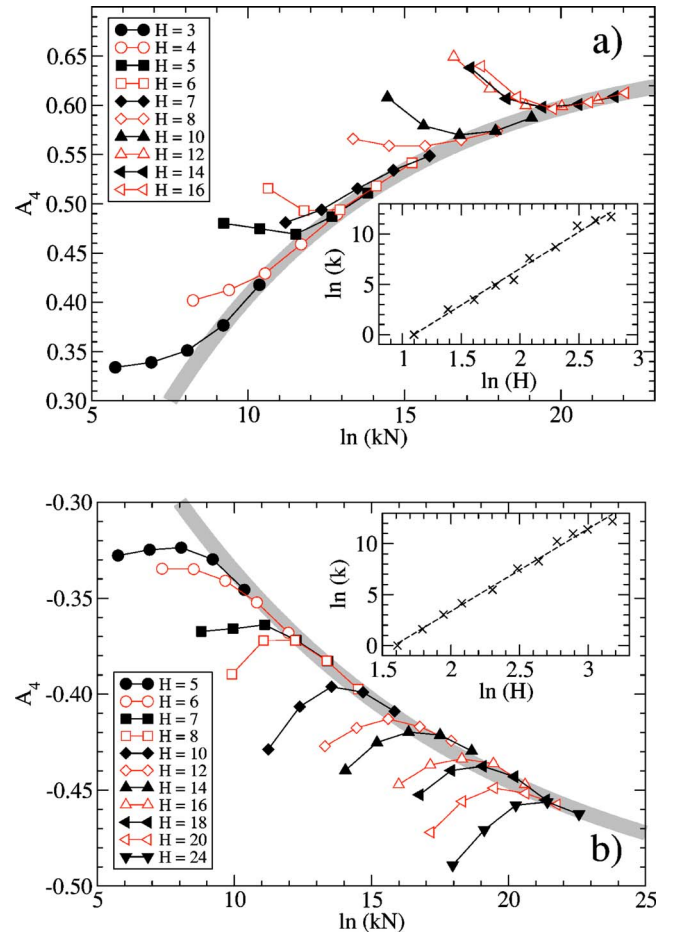 a)
H = 3
H = 4
H = 5
H = 6
H = 7
H = 8
H = 10
H = 12
H = 14
H = 16
0.65
0.60
0.55
0.50
0.45
0.40
0.35
0.30
A4
5 10 15 20
ln (kN)
10
5
0
ln (k)
1 1.5 2 2.5 3
ln (H)
b)
-0.30
-0.35
-0.40
-0.45
-0.50
A4
5 10 15 20 25
ln (kN)
10
5
0
ln (k)
1.5 2 2.5 3
ln (H)
H = 5
H = 6
H = 7
H = 8
H = 10
H = 12
H = 14
H = 16
H = 18
H = 20
H = 24